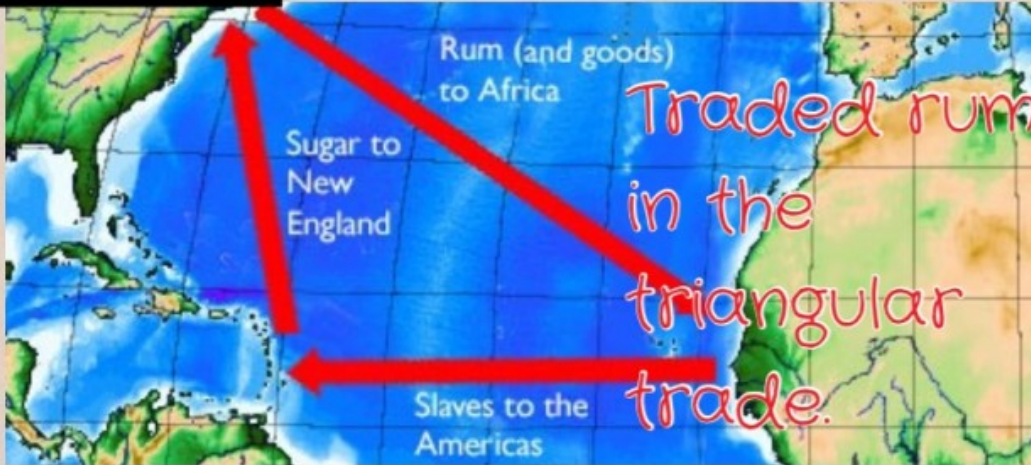 Rum (and goods)
to Africa
Traded rum
in the
triangular
trade.
Sugar to
New
England
Slaves to the
Americas